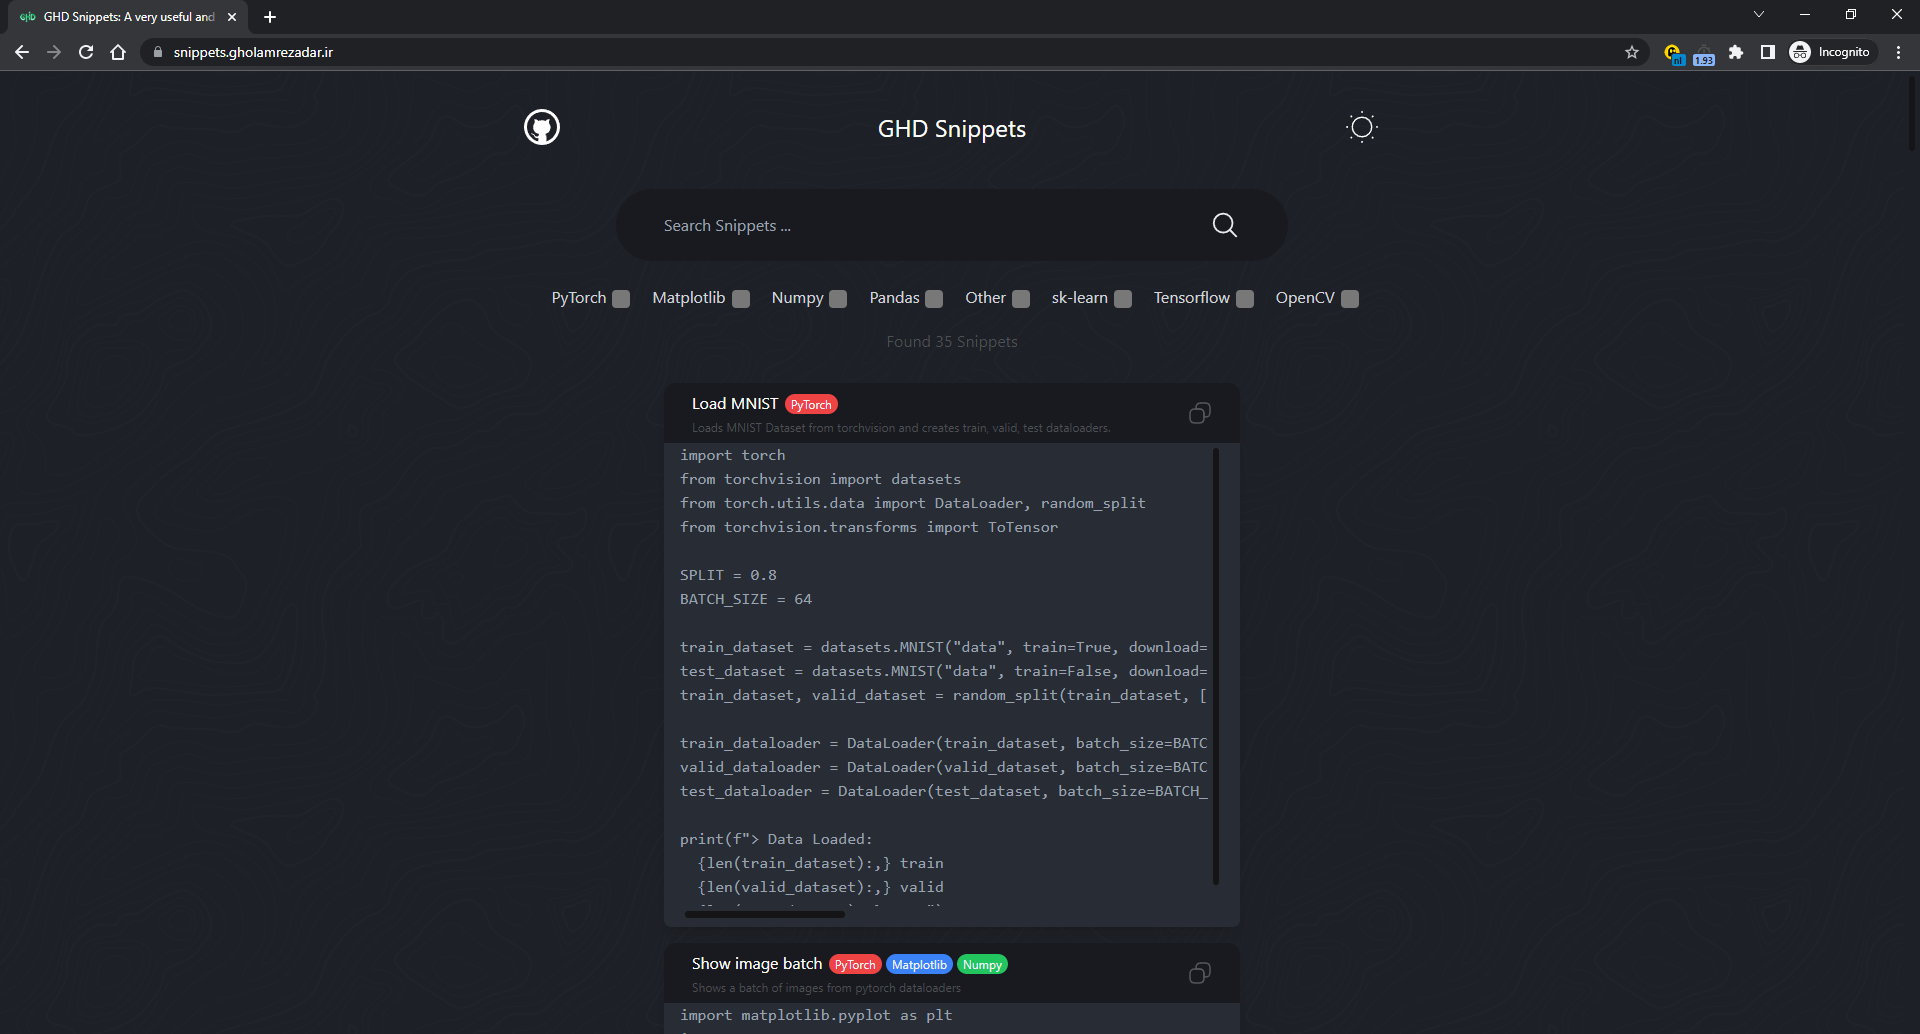 GHD Snippets: A very useful and
snippets.gholamrezadar.ir
nl
1.93
Incognito
GHD Snippets
Search Snippets ...
PyTorch Matplotlib Numpy Pandas Other sk-learn Tensorflow OpenCV
Found 35 Snippets
Load MNIST PyTorch
Loads MNIST Dataset from torchvision and creates train, valid, test dataloaders.
import torch
from torchvision import datasets
from torch.utils.data import DataLoader, random_split
from torchvision.transforms import ToTensor
SPLIT = 0.8
BATCH_SIZE = 64
train_dataset = datasets.MNIST("data", train=True, download=
test_dataset = datasets.MNIST("data", train=False, download=
train_dataset, valid_dataset = random_split(train_dataset, [
train_dataloader = DataLoader(train_dataset, batch_size=BATC
valid_dataloader = DataLoader(valid_dataset, batch_size=BATC
test_dataloader = DataLoader(test_dataset, batch_size=BATCH_
print(f"> Data Loaded:
{len(train_dataset):,} train
{len(valid_dataset):,} valid
Show image batch PyTorch Matplotlib Numpy
Shows a batch of images from pytorch dataloaders
import matplotlib.pyplot as plt